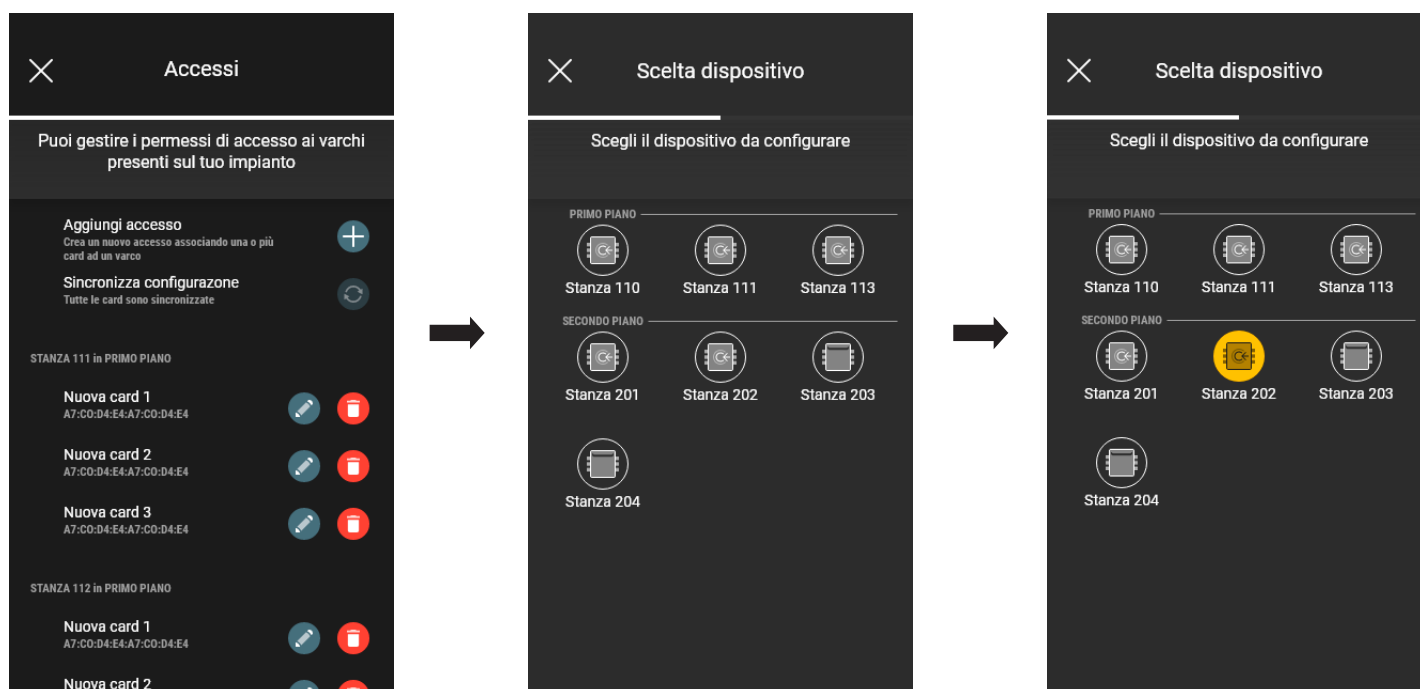 Accessi
Puoi gestire i permessi di accesso ai varchi
presenti sul tuo impianto
Aggiungi accesso
Crea un nuovo accesso associando una o più
card ad un varco
Sincronizza configurazone
Tutte le card sono sincronizzate
STANZA 111 in PRIMO PIANO
Nuova card 1
A7:C0:D4:E4:A7:C0:D4:E4
Nuova card 2
A7:C0:D4:E4:A7:C0:D4:E4
Nuova card 3
A7:C0:D4:E4:A7:C0:D4:E4
STANZA 112 in PRIMO PIANO
Nuova card 1
A7:C0:D4:E4:A7:C0:D4:E4
Nuova card 2
Scelta dispositivo
Scegli il dispositivo da configurare
PRIMO PIANO
Stanza 110 Stanza 111 Stanza 113
SECONDO PIANO
Stanza 201 Stanza 202 Stanza 203
Stanza 204
Scelta dispositivo
Scegli il dispositivo da configurare
PRIMO PIANO
Stanza 110 Stanza 111 Stanza 113
SECONDO PIANO
Stanza 201 Stanza 202 Stanza 203
Stanza 204